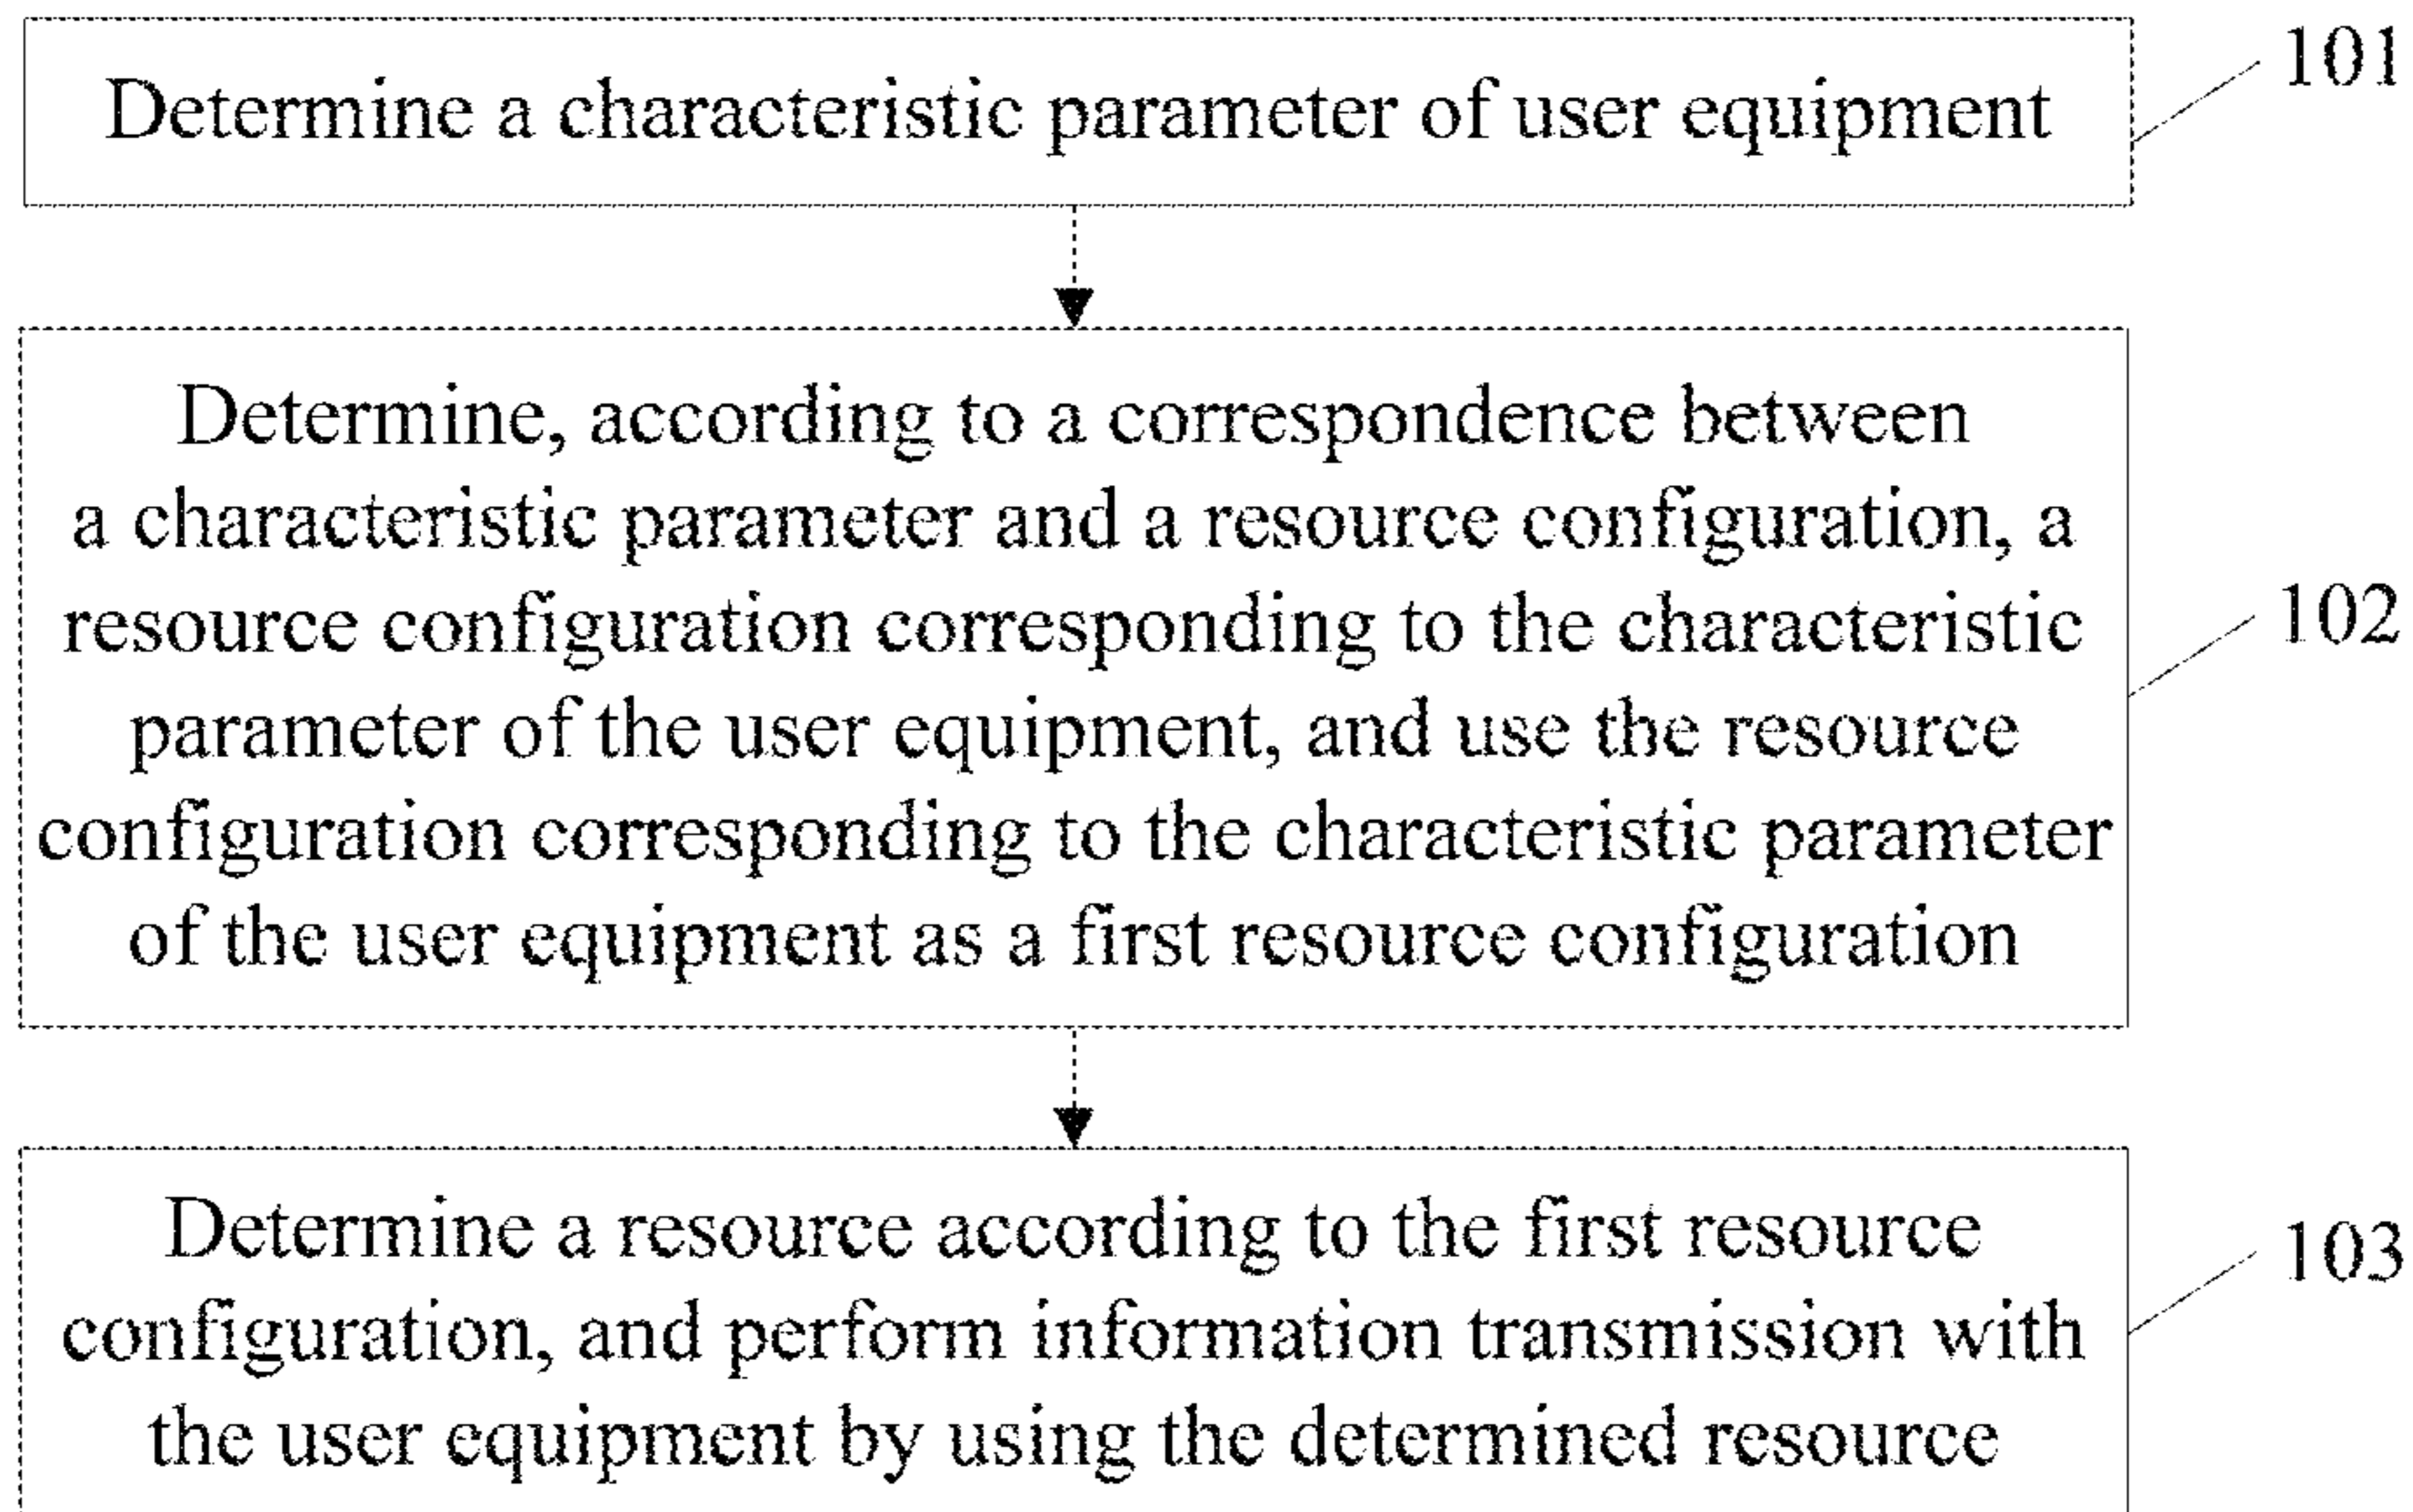 Determine a characteristic parameter of user equipment
101
Determine, according to a correspondence between
a characteristic parameter and a resource configuration, a
resource configuration corresponding to the characteristic
parameter of the user equipment, and use the resource
configuration corresponding to the characteristic parameter
of the user equipment as a first resource configuration
102
Determine a resource according to the first resource
configuration, and perform information transmission with
the user equipment by using the determined resource
103